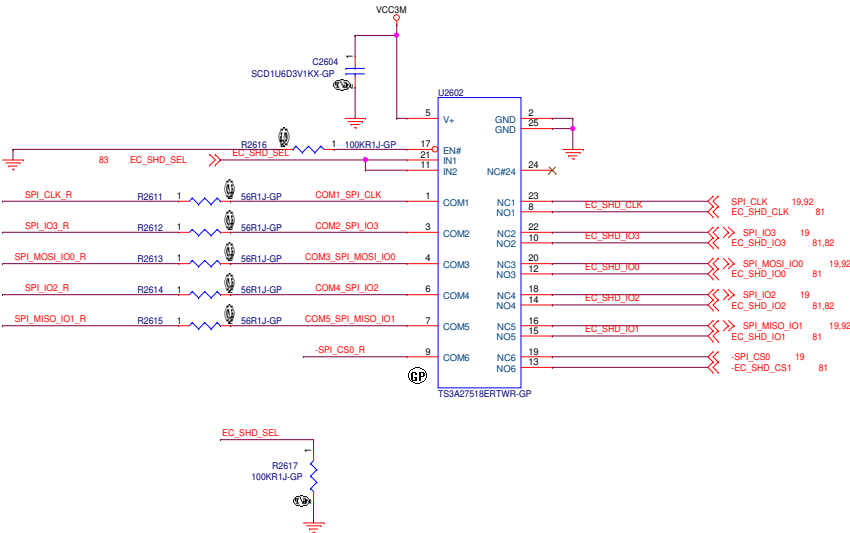 VCC3M
C2604
1
SCD1U6D3V1KX-GP
U2602
5 V+ GND 2
GND 25
R2616 1 100KR1J-GP 17 EN#
83 EC_SHD_SEL EC_SHD_SEL 21 IN1
11 IN2 NC#24 24
SPI_CLK_R R2611 1 56R1J-GP COM1_SPI_CLK 1 COM1 NC1 23 SPI_CLK 19,92
NO1 8 EC_SHD_CLK EC_SHD_CLK 81
SPI_IO3_R R2612 1 56R1J-GP COM2_SPI_IO3 3 COM2 NC2 22 SPI_IO3 19
NO2 10 EC_SHD_IO3 EC_SHD_IO3 81,82
SPI_MOSI_IO0_R R2613 1 56R1J-GP COM3_SPI_MOSI_IO0 4 COM3 NC3 20 SPI_MOSI_IO0 19,92
NO3 12 EC_SHD_IO0 EC_SHD_IO0 81
SPI_IO2_R R2614 1 56R1J-GP COM4_SPI_IO2 6 COM4 NC4 18 SPI_IO2 19
NO4 14 EC_SHD_IO2 EC_SHD_IO2 81,82
SPI_MISO_IO1_R R2615 1 56R1J-GP COM5_SPI_MISO_IO1 7 COM5 NC5 16 SPI_MISO_IO1 19,92
NO5 15 EC_SHD_IO1 EC_SHD_IO1 81
-SPI_CS0_R 9 COM6 NC6 19 -SPI_CS0 19
NO6 13 -EC_SHD_CS1 81
GP
TS3A27518ERTWR-GP
EC_SHD_SEL
1
R2617
100KR1J-GP